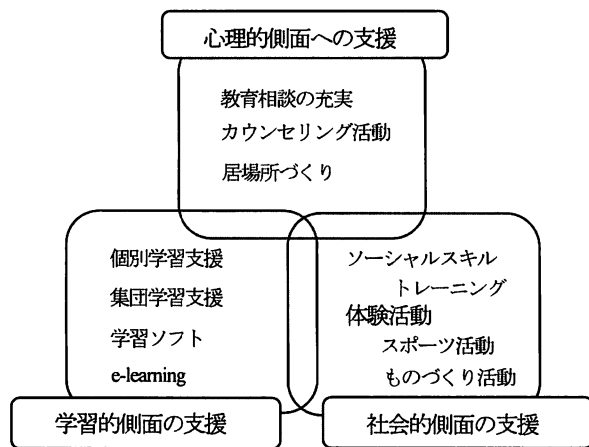 心理的側面への支援
教育相談の充実
カウンセリング活動
居場所づくり
個別学習支援
集団学習支援
学習ソフト
e-learning
ソーシャルスキル
トレーニング
体験活動
スポーツ活動
ものづくり活動
学習的側面の支援
社会的側面の支援